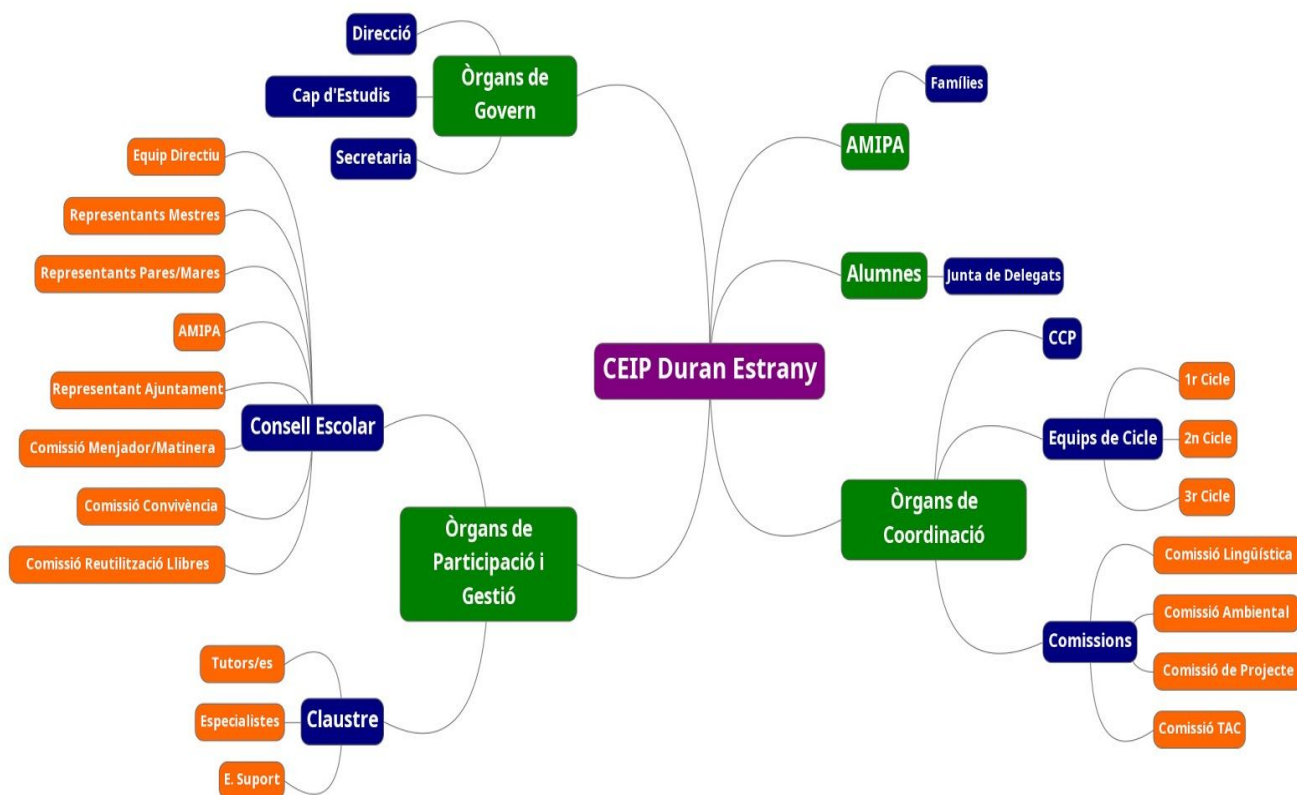 CEIP Duran Estrany
Òrgans de
Govern
Direcció
Cap d'Estudis
Secretaria
Òrgans de
Participació i
Gestió
Consell Escolar
Equip Directiu
Representants Mestres
Representants Pares/Mares
AMIPA
Representant Ajuntament
Comissió Menjador/Matinera
Comissió Convivència
Comissió Reutilització Llibres
Claustre
Tutors/es
Especialistes
E. Suport
AMIPA
Famílies
Alumnes
Junta de Delegats
Òrgans de
Coordinació
CCP
Equips de Cicle
1r Cicle
2n Cicle
3r Cicle
Comissions
Comissió Lingüística
Comissió Ambiental
Comissió de Projecte
Comissió TAC